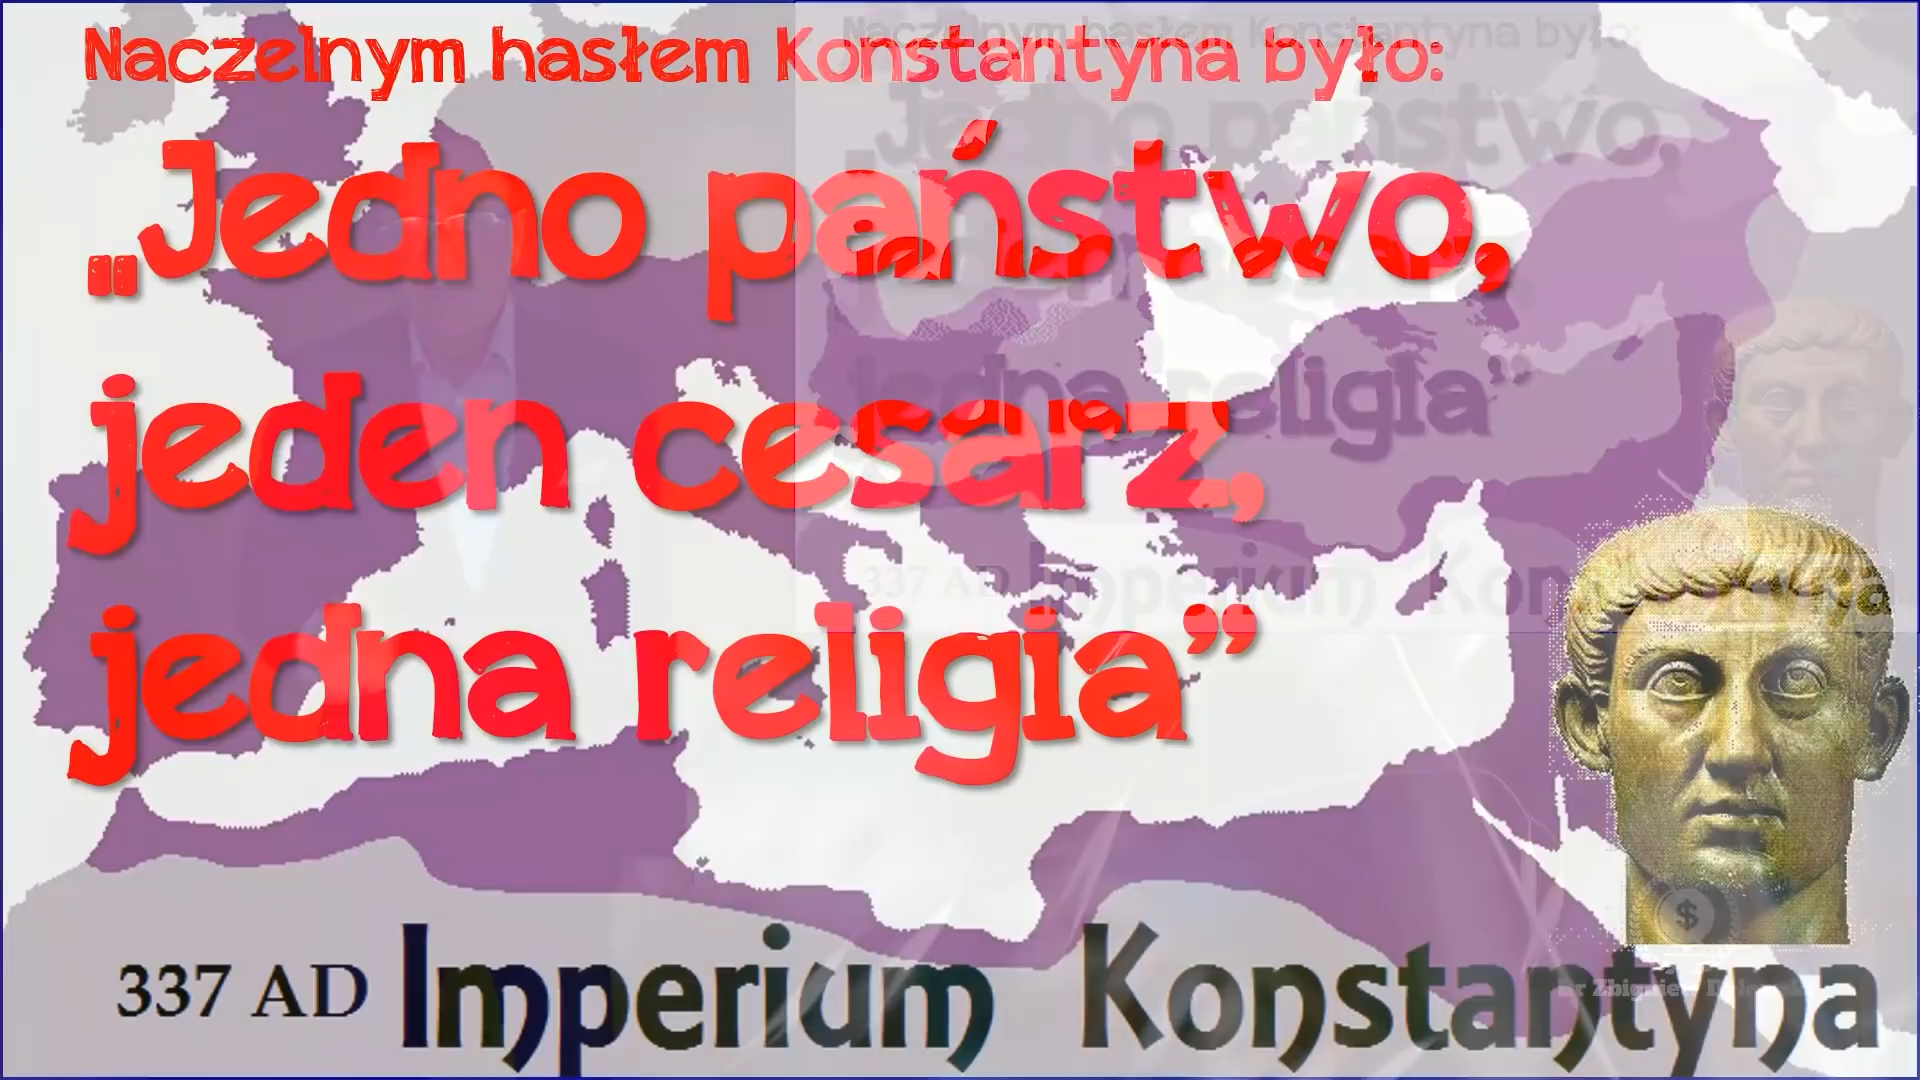 Naczelnym hasłem Konstantyna było:
„Jedno państwo,
jeden cesarz,
jedna religia”
337 AD Imperium Konstantyna